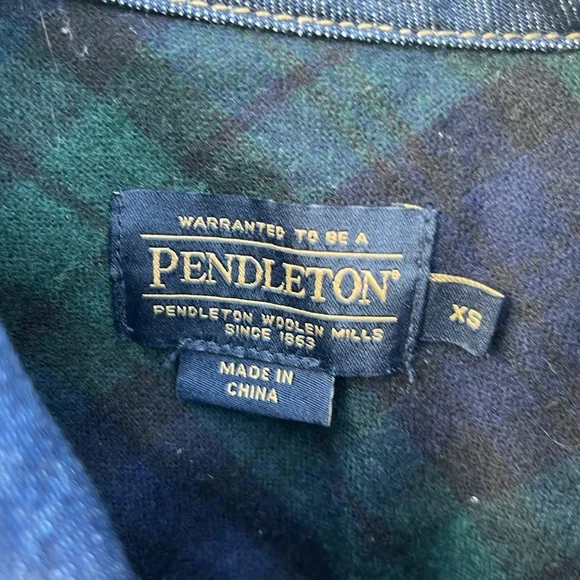 WARRANTED TO BE A
PENDLETON®
PENDLETON WOOLEN MILLS
SINCE 1863
XS
MADE IN
CHINA